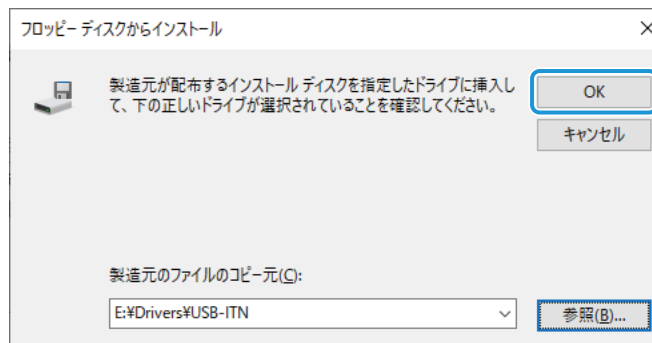 フロッピー ディスクからインストール
製造元が配布するインストール ディスクを指定したドライブに挿入し
て、下の正しいドライブが選択されていることを確認してください。
OK
キャンセル
製造元のファイルのコピー元(C):
E:¥Drivers¥USB-ITN
参照(B)...